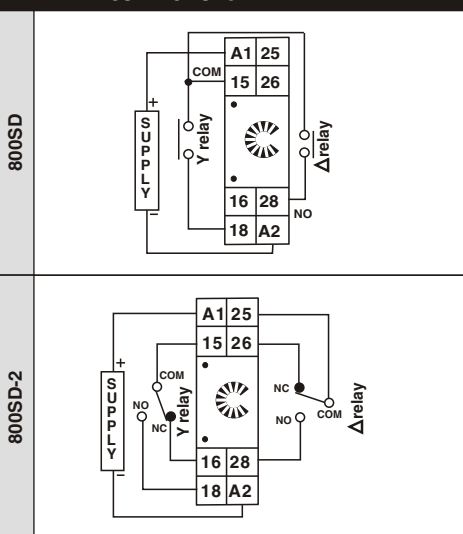 800SD
A1 25
COM
15 26
+
SUPPLY
Y relay
Δrelay
−
16 28
NO
18 A2
800SD-2
A1 25
15 26
+
COM
SUPPLY
NO
NC
Y relay
NC
COM
NO
Δrelay
−
16 28
18 A2